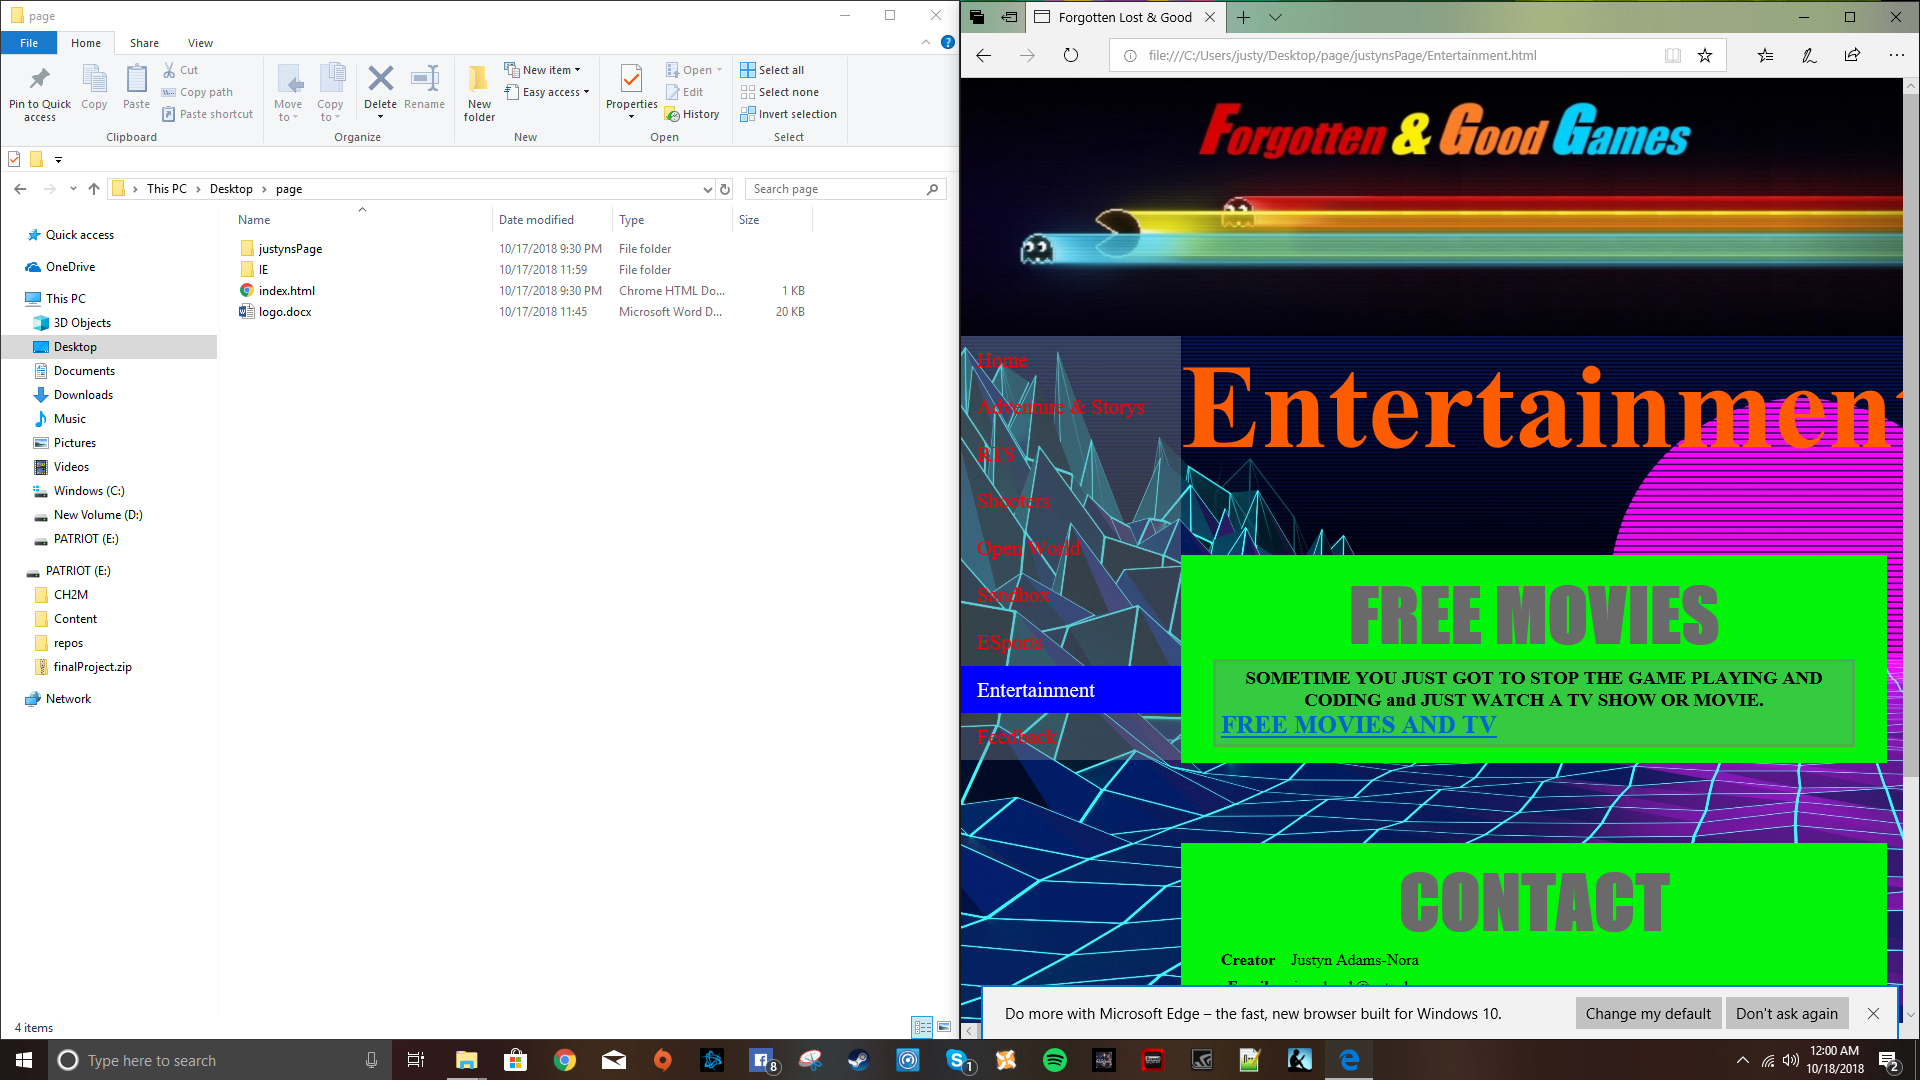 page
File
Home
Share
View
Pin to Quick access
Copy
Paste
Cut
Copy path
Paste shortcut
Clipboard
Move to
Copy to
Delete
Rename
Organize
New folder
New item
Easy access
New
Properties
Open
Edit
History
Open
Select all
Select none
Invert selection
Select
This PC > Desktop > page
Search page
Name
Date modified
Type
Size
justynsPage 10/17/2018 9:30 PM File folder
IE 10/17/2018 11:59 File folder
index.html 10/17/2018 9:30 PM Chrome HTML Do... 1 KB
logo.docx 10/17/2018 11:45 Microsoft Word D... 20 KB
Quick access
OneDrive
This PC
3D Objects
Desktop
Documents
Downloads
Music
Pictures
Videos
Windows (C:)
New Volume (D:)
PATRIOT (E:)
PATRIOT (E:)
CH2M
Content
repos
finalProject.zip
Network
4 items
Forgotten Lost & Good
file:///C:/Users/justy/Desktop/page/justynsPage/Entertainment.html
Forgotten & Good Games
Home
Adventure & Storys
RTS
Shooters
Open World
Sandbox
ESports
Entertainment
Feedback
Entertainment
FREE MOVIES
SOMETIME YOU JUST GOT TO STOP THE GAME PLAYING AND
CODING and JUST WATCH A TV SHOW OR MOVIE.
FREE MOVIES AND TV
CONTACT
Creator Justyn Adams-Nora
Do more with Microsoft Edge – the fast, new browser built for Windows 10.
Change my default
Don't ask again
Type here to search
8
1
12:00 AM
10/18/2018
2